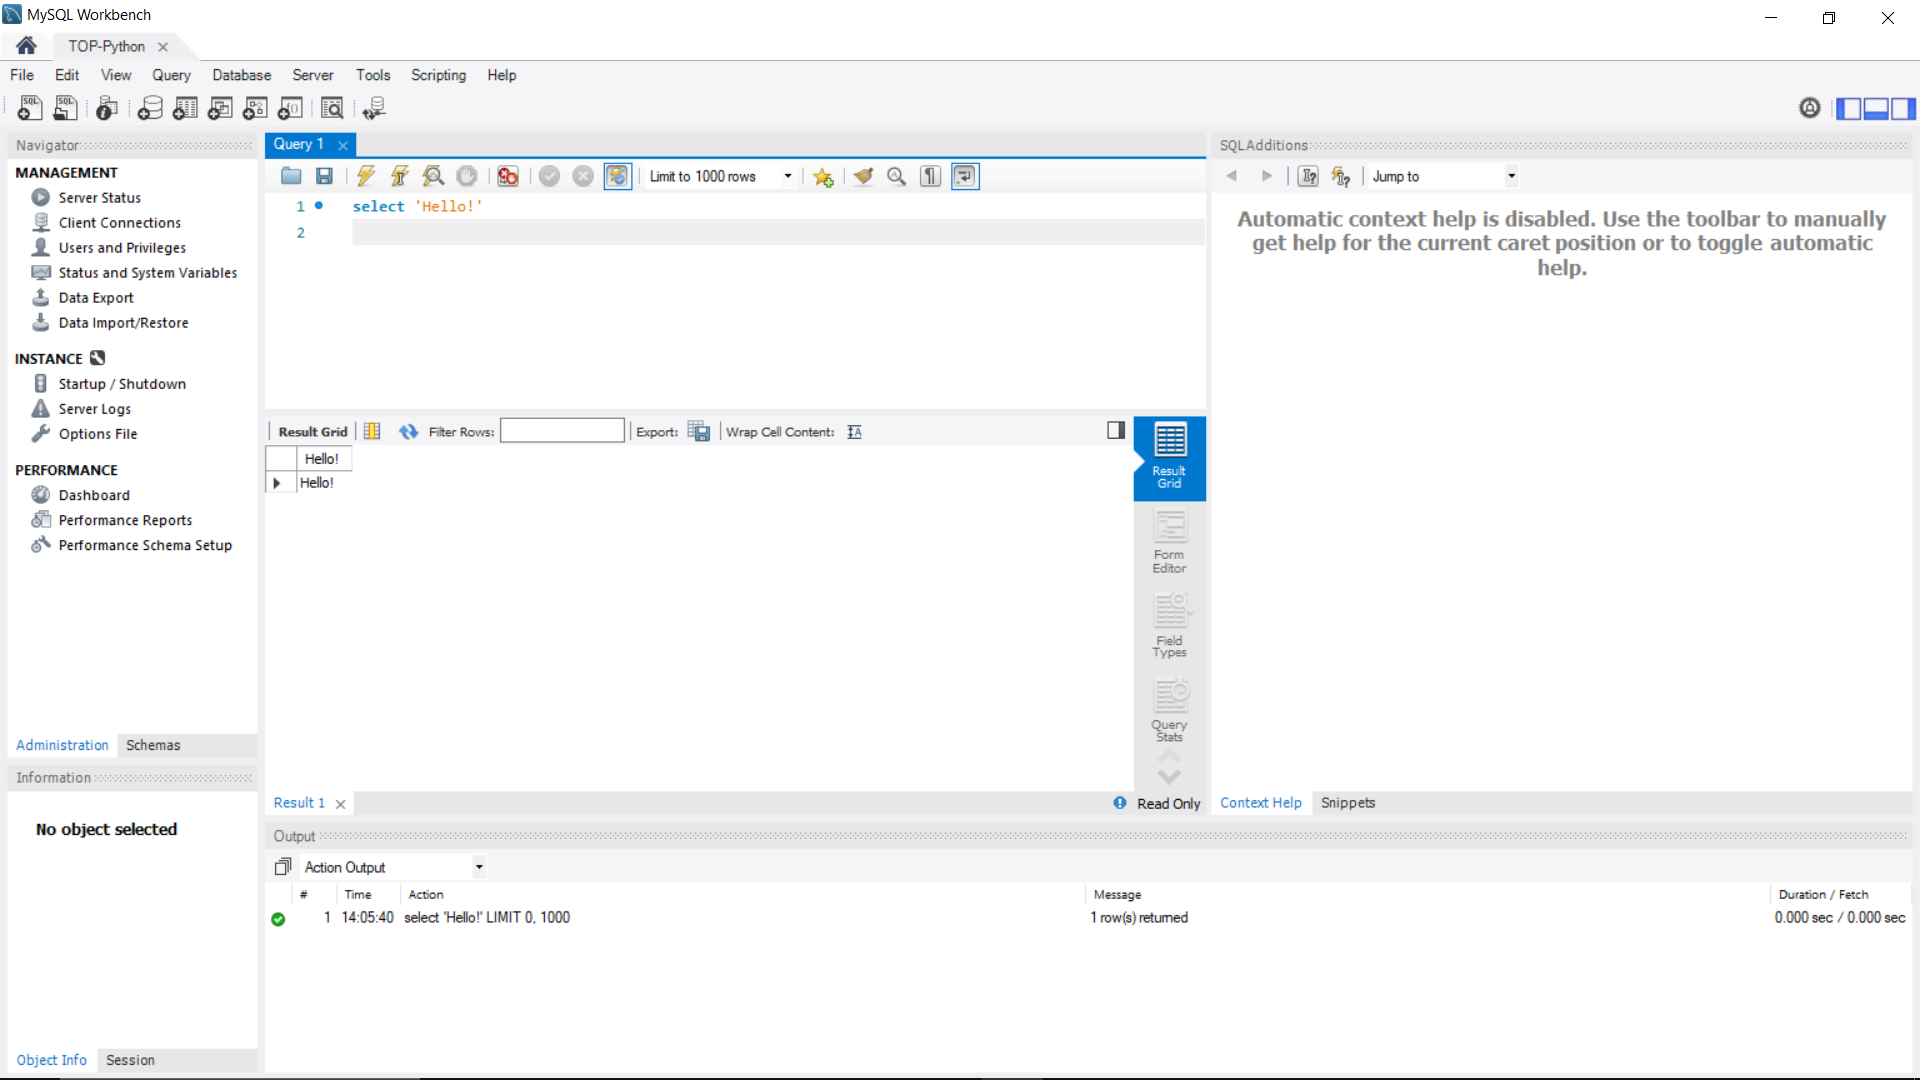 MySQL Workbench
TOP-Python
File Edit View Query Database Server Tools Scripting Help
Navigator
MANAGEMENT
Server Status
Client Connections
Users and Privileges
Status and System Variables
Data Export
Data Import/Restore
INSTANCE
Startup / Shutdown
Server Logs
Options File
PERFORMANCE
Dashboard
Performance Reports
Performance Schema Setup
Administration Schemas
Information
No object selected
Object Info Session
Query 1
Limit to 1000 rows
1 select 'Hello!'
2
Result Grid Filter Rows: Export: Wrap Cell Content:
Hello!
Hello!
Result
Grid
Form
Editor
Field
Types
Query
Stats
Result 1 Read Only
SQLAdditions
Jump to
Automatic context help is disabled. Use the toolbar to manually
get help for the current caret position or to toggle automatic
help.
Context Help Snippets
Output
Action Output
# Time Action Message Duration / Fetch
1 14:05:40 select 'Hello!' LIMIT 0, 1000 1 row(s) returned 0.000 sec / 0.000 sec